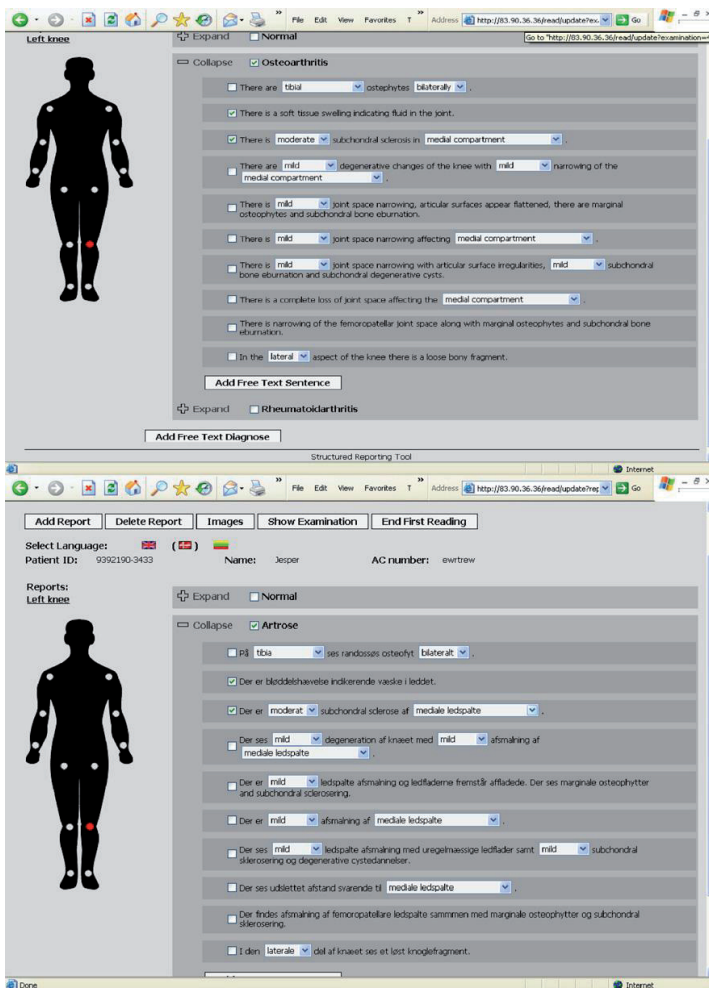 File Edit View Favorites T » Address http://83.90.36.36/read/update?ex. Go
Go to "http://83.90.36.36/read/update?examination=
Left knee
Expand Normal
Collapse Osteoarthritis
There are tibial ostephytes bilaterally .
There is a soft tissue swelling indicating fluid in the joint.
There is moderate subchondral sclerosis in medial compartment .
There are mild degenerative changes of the knee with mild narrowing of the
medial compartment .
There is mild joint space narrowing, articular surfaces appear flattened, there are marginal
osteophytes and subchondral bone eburnation.
There is mild joint space narrowing affecting medial compartment .
There is mild joint space narrowing with articular surface irregularities, mild subchondral
bone eburnation and subchondral degenerative cysts.
There is a complete loss of joint space affecting the medial compartment .
There is narrowing of the femoropatellar joint space along with marginal osteophytes and subchondral bone
eburnation.
In the lateral aspect of the knee there is a loose bony fragment.
Add Free Text Sentence
Expand Rheumatoidarthritis
Add Free Text Diagnose
Structured Reporting Tool
Internet
File Edit View Favorites T » Address http://83.90.36.36/read/update?rep Go
Add Report Delete Report Images Show Examination End First Reading
Select Language: ( )
Patient ID: 9392190-3433 Name: Jesper AC number: ewrtrew
Reports:
Left knee
Expand Normal
Collapse Artrose
På tibia ses randossøs osteofyt bilateralt .
Der er bløddelshævelse indikerende væske i leddet.
Der er moderat subchondral sclerose af mediale ledspalte .
Der ses mild degeneration af knæet med mild afsmalning af
mediale ledspalte .
Der er mild ledspalte afsmalning og ledfladerne fremstår affladede. Der ses marginale osteophytter
and subchondral sclerosering.
Der er mild afsmalning af mediale ledspalte .
Der ses mild ledspalte afsmalning med uregelmæssige ledflader samt mild subchondral
sklerosering og degenerative cystedannelser.
Der ses udslettet afstand svarende til mediale ledspalte .
Der findes afsmalning af femoropatellare ledspalte sammmen med marginale osteophytter og subchondral
sklerosering.
I den laterale del af knæet ses et løst knoglefragment.
Done Internet